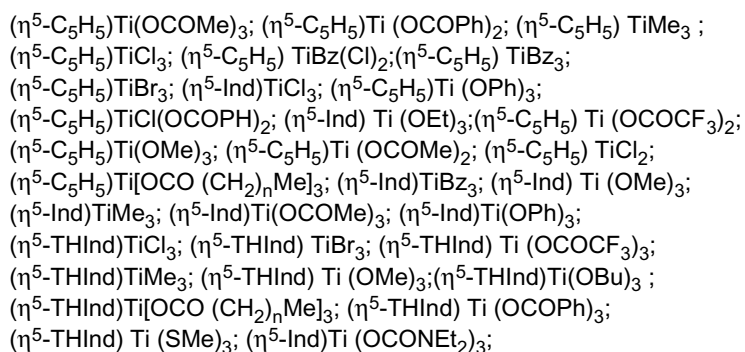 (η⁵-C₅H₅)Ti(OCOMe)₃; (η⁵-C₅H₅)Ti (OCOPh)₂; (η⁵-C₅H₅) TiMe₃ ;
(η⁵-C₅H₅)TiCl₃; (η⁵-C₅H₅) TiBz(Cl)₂;(η⁵-C₅H₅) TiBz₃;
(η⁵-C₅H₅)TiBr₃; (η⁵-Ind)TiCl₃; (η⁵-C₅H₅)Ti (OPh)₃;
(η⁵-C₅H₅)TiCl(OCOPH)₂; (η⁵-Ind) Ti (OEt)₃;(η⁵-C₅H₅) Ti (OCOCF₃)₂;
(η⁵-C₅H₅)Ti(OMe)₃; (η⁵-C₅H₅)Ti (OCOMe)₂; (η⁵-C₅H₅) TiCl₂;
(η⁵-C₅H₅)Ti[OCO (CH₂)ₙMe]₃; (η⁵-Ind)TiBz₃; (η⁵-Ind) Ti (OMe)₃;
(η⁵-Ind)TiMe₃; (η⁵-Ind)Ti(OCOMe)₃; (η⁵-Ind)Ti(OPh)₃;
(η⁵-THInd)TiCl₃; (η⁵-THInd) TiBr₃; (η⁵-THInd) Ti (OCOCF₃)₃;
(η⁵-THInd)TiMe₃; (η⁵-THInd) Ti (OMe)₃;(η⁵-THInd)Ti(OBu)₃ ;
(η⁵-THInd)Ti[OCO (CH₂)ₙMe]₃; (η⁵-THInd) Ti (OCOPh)₃;
(η⁵-THInd) Ti (SMe)₃; (η⁵-Ind)Ti (OCONEt₂)₃;